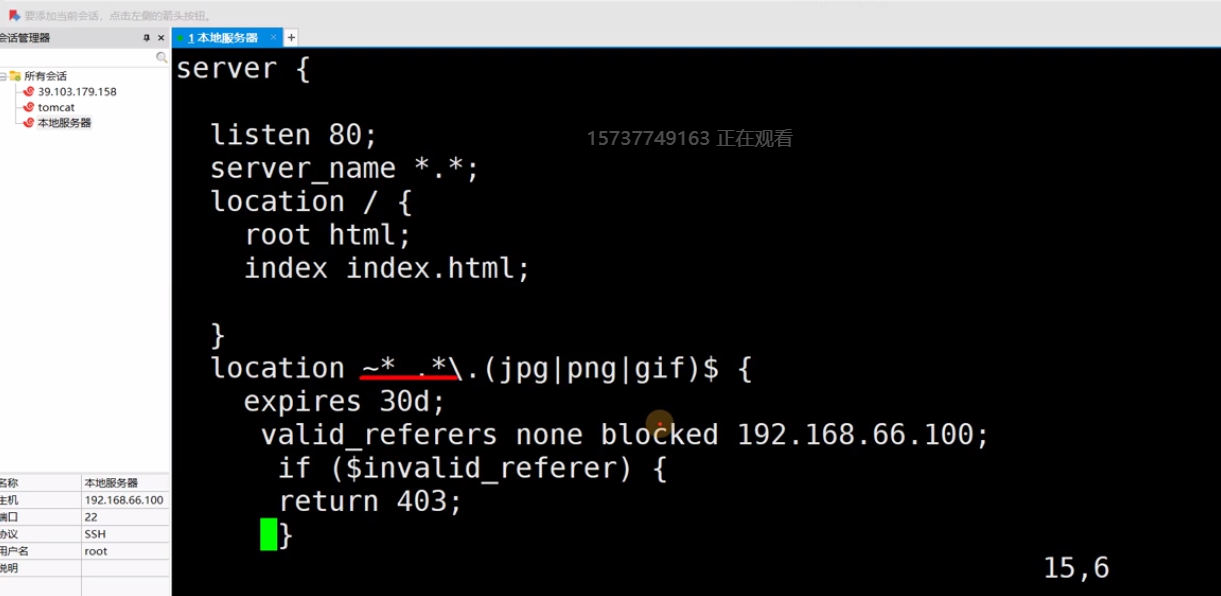 要添加当前会话，点击左侧的箭头按钮。
会话管理器
1 本地服务器
所有会话
39.103.179.158
tomcat
本地服务器
server {
listen 80;
15737749163 正在观看
server_name *.*;
location / {
root html;
index index.html;
}
location ~* .*\.(jpg|png|gif)$ {
expires 30d;
valid_referers none blocked 192.168.66.100;
if ($invalid_referer) {
return 403;
}
15,6
名称 本地服务器
主机 192.168.66.100
端口 22
协议 SSH
用户名 root
说明